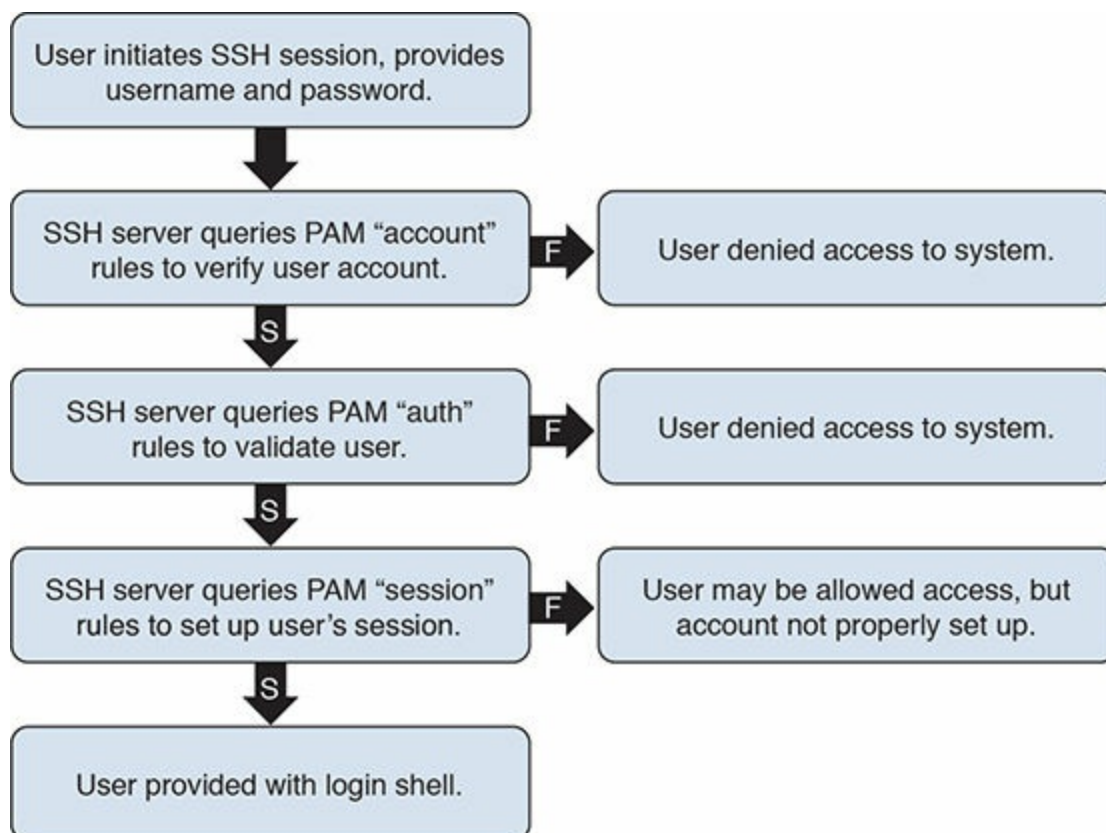 User initiates SSH session, provides
username and password.
SSH server queries PAM “account”
rules to verify user account.
F
User denied access to system.
S
SSH server queries PAM “auth”
rules to validate user.
F
User denied access to system.
S
SSH server queries PAM “session”
rules to set up user’s session.
F
User may be allowed access, but
account not properly set up.
S
User provided with login shell.